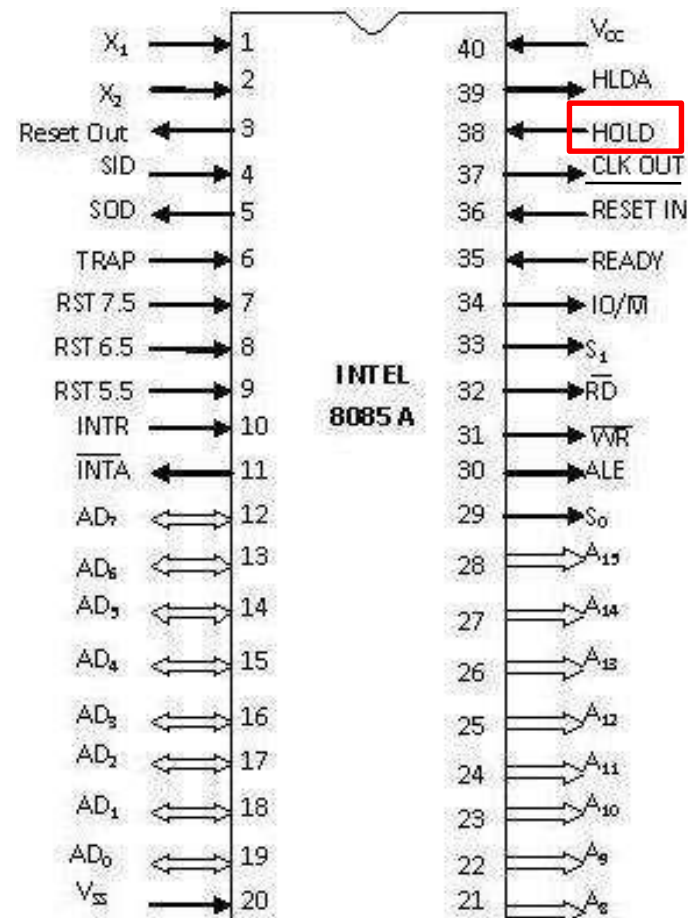 X₁ 1 40 Vcc
X₂ 2 39 HLDA
Reset Out 3 38 HOLD
SID 4 37 CLK OUT
SOD 5 36 RESET IN
TRAP 6 35 READY
RST 7.5 7 34 IO/M̅
RST 6.5 8 33 S₁
RST 5.5 9 32 R̅D̅
INTR 10 31 W̅R̅
I̅N̅T̅A̅ 11 30 ALE
AD₇ 12 29 S₀
AD₆ 13 28 A₁₅
AD₅ 14 27 A₁₄
AD₄ 15 26 A₁₃
AD₃ 16 25 A₁₂
AD₂ 17 24 A₁₁
AD₁ 18 23 A₁₀
AD₀ 19 22 A₉
Vss 20 21 A₈
INTEL
8085 A